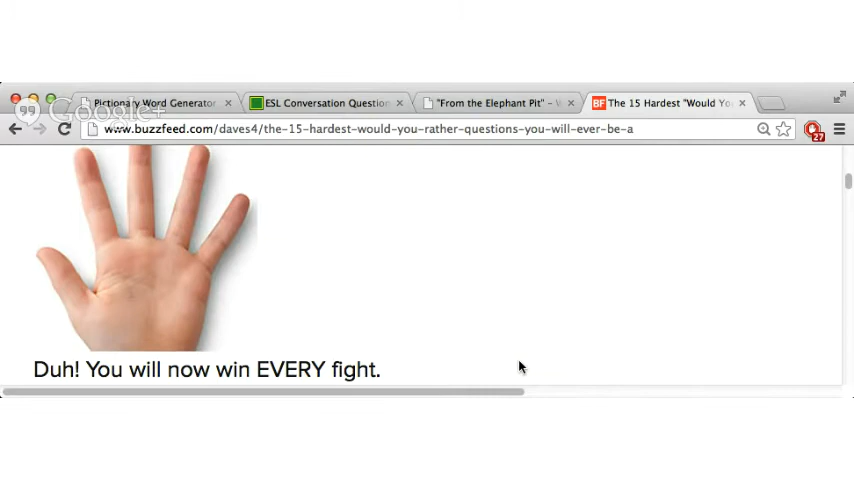 Google+
Pictionary Word Generator
ESL Conversation Question
"From the Elephant Pit" – W
BF The 15 Hardest "Would Yo
www.buzzfeed.com/daves4/the-15-hardest-would-you-rather-questions-you-will-ever-be-a
27
Duh! You will now win EVERY fight.